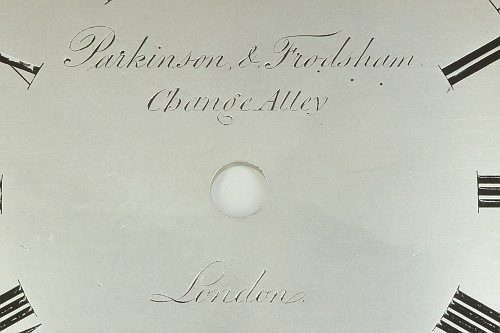 Parkinson & Frodsham
Change Alley
London